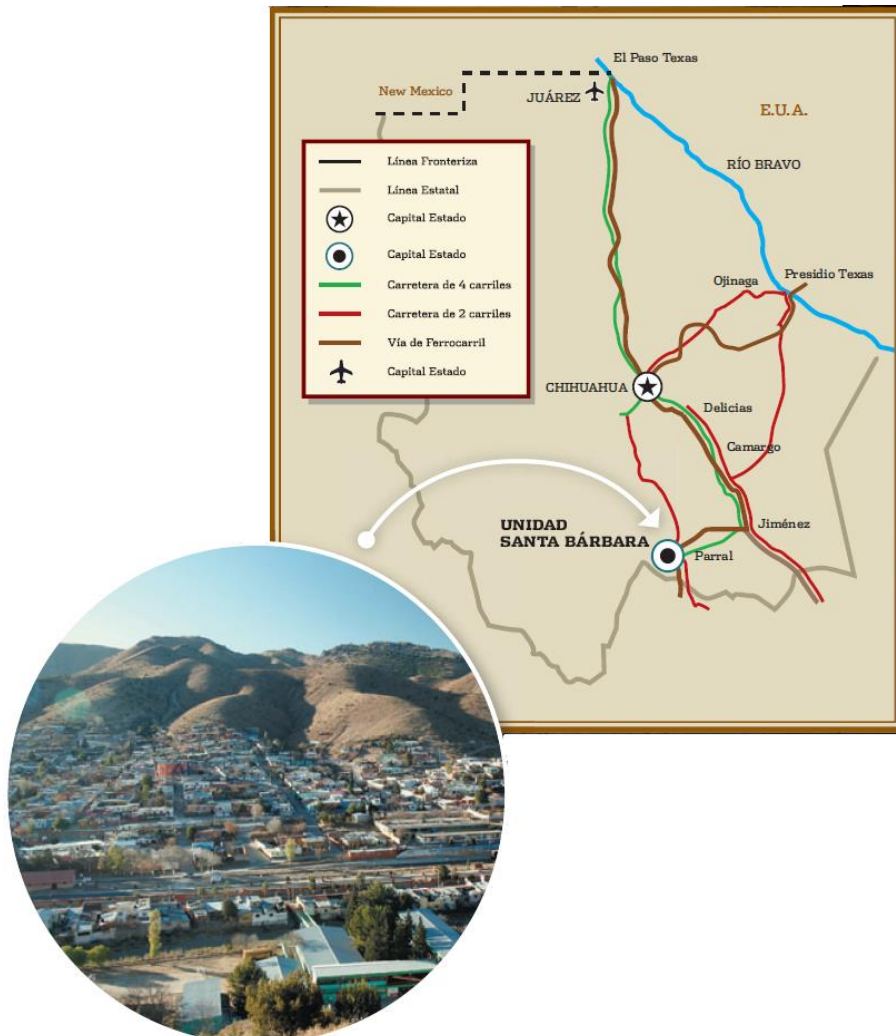 El Paso Texas
New Mexico
JUÁREZ
E.U.A.
RÍO BRAVO
Línea Fronteriza
Línea Estatal
Capital Estado
Capital Estado
Carretera de 4 carriles
Carretera de 2 carriles
Vía de Ferrocarril
Capital Estado
Ojinaga
Presidio Texas
CHIHUAHUA
Delicias
Camargo
Jiménez
UNIDAD
SANTA BÁRBARA
Parral